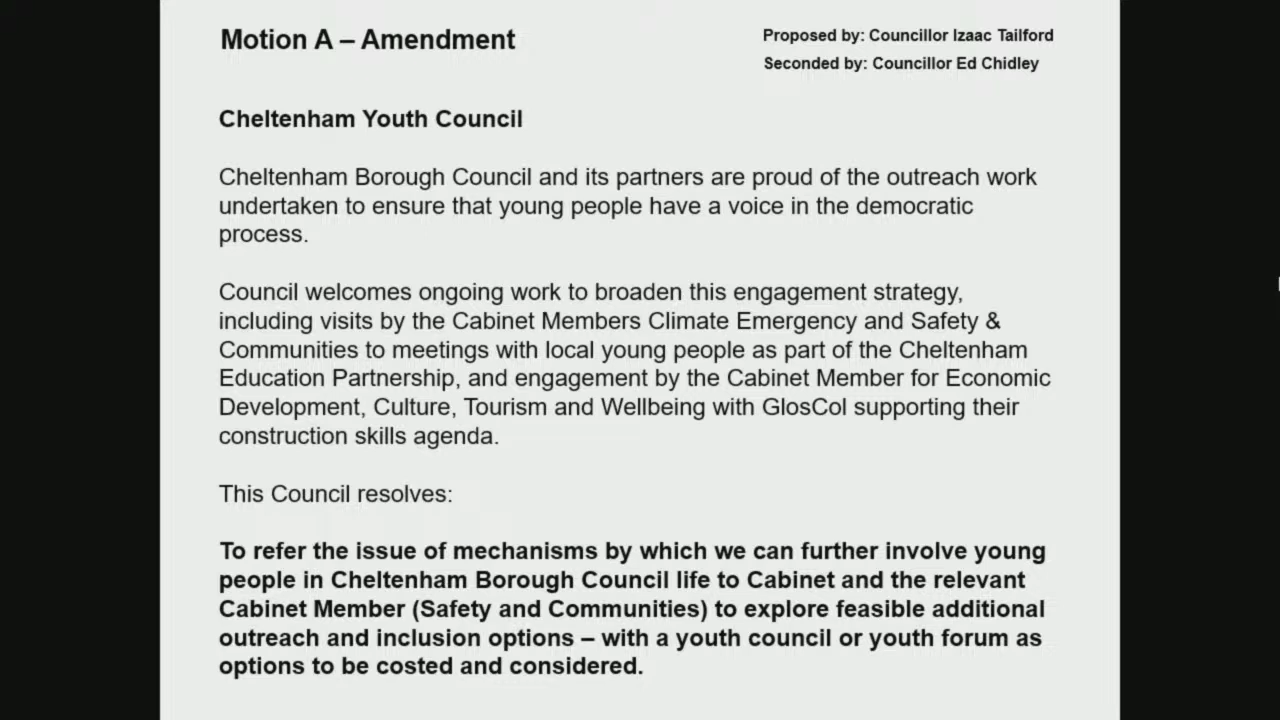 Motion A – Amendment
Proposed by: Councillor Izaac Tailford
Seconded by: Councillor Ed Chidley
Cheltenham Youth Council
Cheltenham Borough Council and its partners are proud of the outreach work
undertaken to ensure that young people have a voice in the democratic
process.
Council welcomes ongoing work to broaden this engagement strategy,
including visits by the Cabinet Members Climate Emergency and Safety &
Communities to meetings with local young people as part of the Cheltenham
Education Partnership, and engagement by the Cabinet Member for Economic
Development, Culture, Tourism and Wellbeing with GlosCol supporting their
construction skills agenda.
This Council resolves:
To refer the issue of mechanisms by which we can further involve young
people in Cheltenham Borough Council life to Cabinet and the relevant
Cabinet Member (Safety and Communities) to explore feasible additional
outreach and inclusion options – with a youth council or youth forum as
options to be costed and considered.